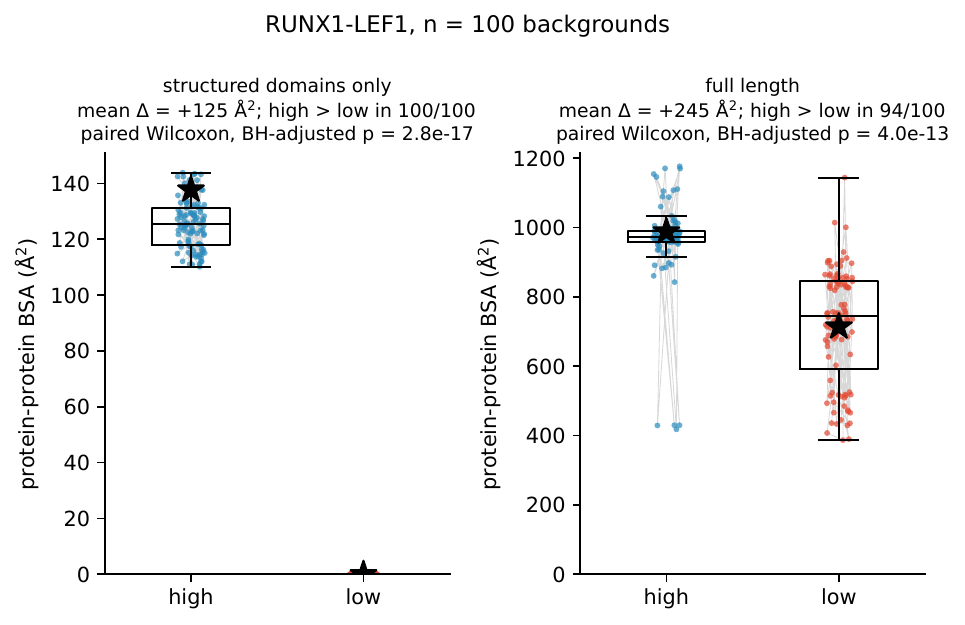 RUNX1-LEF1, n = 100 backgrounds
structured domains only
mean Δ = +125 Å²; high > low in 100/100
paired Wilcoxon, BH-adjusted p = 2.8e-17
protein-protein BSA (Å²)
140
120
100
80
60
40
20
0
high
low
full length
mean Δ = +245 Å²; high > low in 94/100
paired Wilcoxon, BH-adjusted p = 4.0e-13
protein-protein BSA (Å²)
1200
1000
800
600
400
200
0
high
low